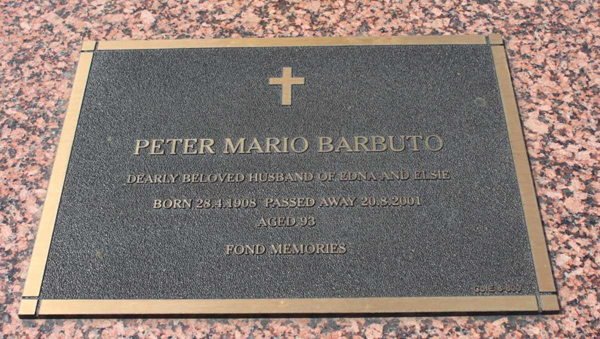 PETER MARIO BARBUTO
DEARLY BELOVED HUSBAND OF EDNA AND ELSIE
BORN 28.4.1908 PASSED AWAY 20.8.2001
AGED 93
FOND MEMORIES